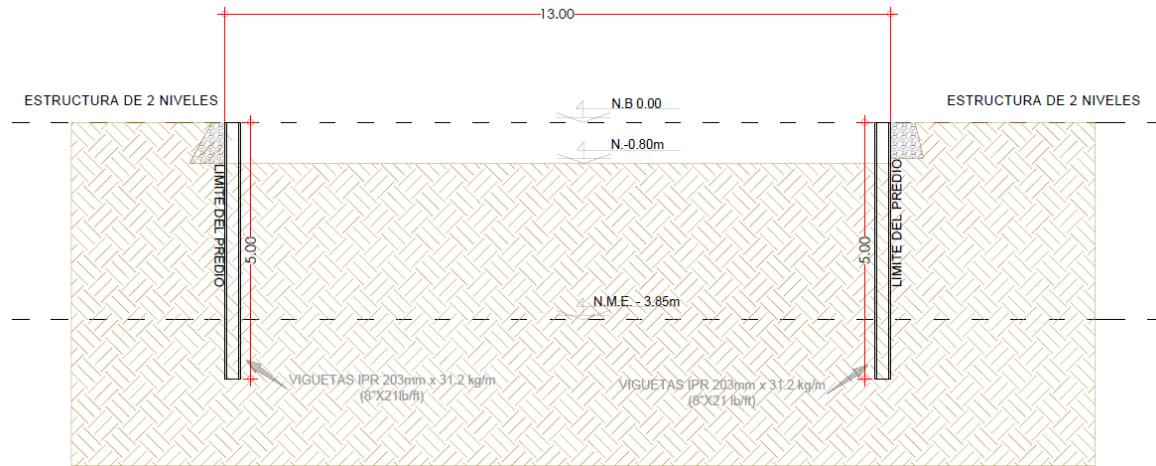 13.00
ESTRUCTURA DE 2 NIVELES
N.B 0.00
ESTRUCTURA DE 2 NIVELES
N.-0.80m
LIMITE DEL PREDIO
5.00
5.00
LIMITE DEL PREDIO
N.M.E. - 3.85m
VIGUETAS IPR 203mm x 31.2 kg/m
(8"X21lb/ft)
VIGUETAS IPR 203mm x 31.2 kg/m
(8"X21 lb/ft)